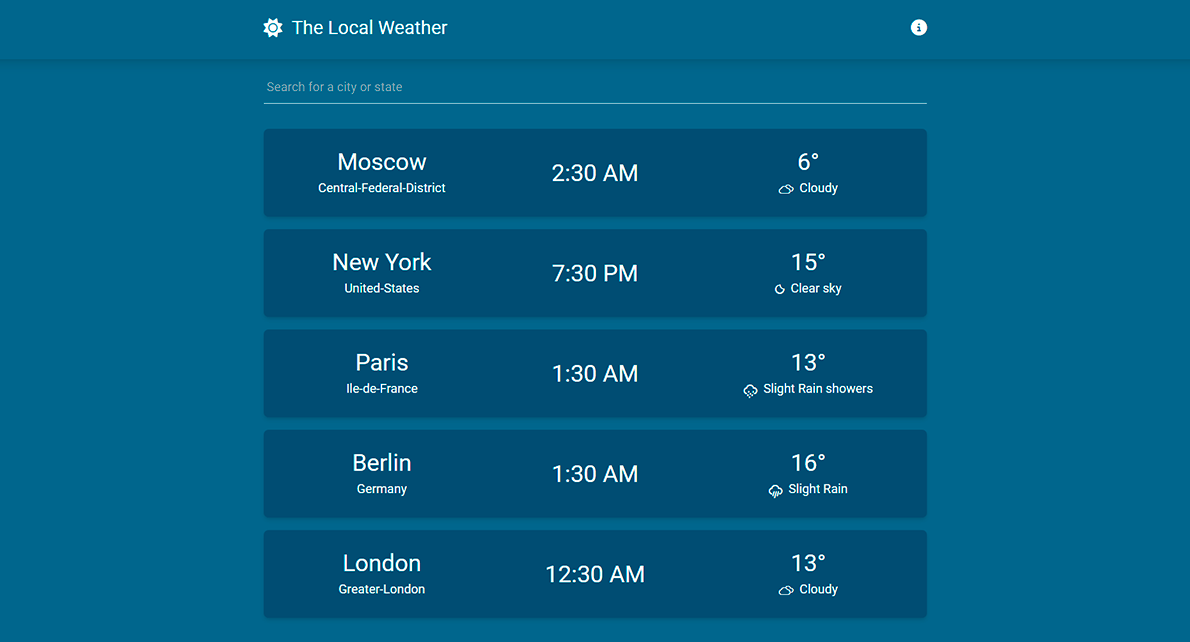 The Local Weather
Search for a city or state
Moscow
Central-Federal-District
2:30 AM
6°
Cloudy
New York
United-States
7:30 PM
15°
Clear sky
Paris
Ile-de-France
1:30 AM
13°
Slight Rain showers
Berlin
Germany
1:30 AM
16°
Slight Rain
London
Greater-London
12:30 AM
13°
Cloudy